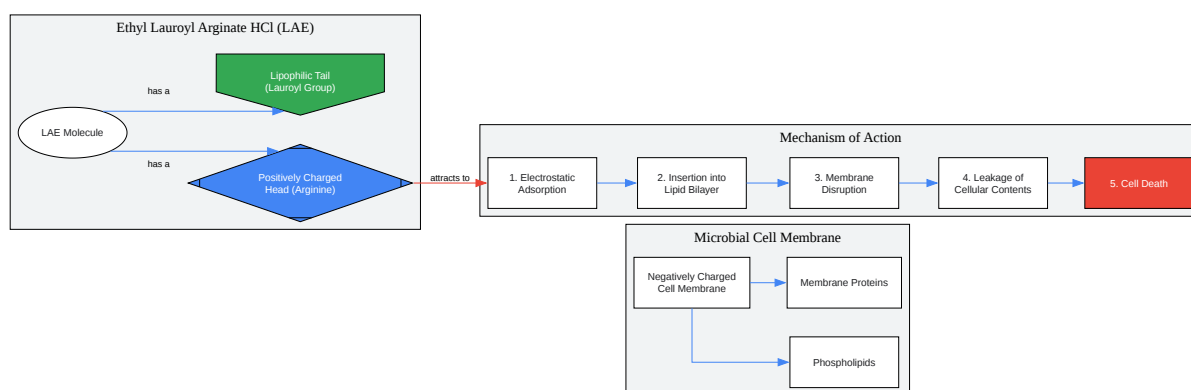 Ethyl Lauroyl Arginate HCl (LAE)
Lipophilic Tail
(Lauroyl Group)
has a
LAE Molecule
has a
Positively Charged
Head (Arginine)
attracts to
Mechanism of Action
1. Electrostatic
Adsorption
2. Insertion into
Lipid Bilayer
3. Membrane
Disruption
4. Leakage of
Cellular Contents
5. Cell Death
Microbial Cell Membrane
Negatively Charged
Cell Membrane
Membrane Proteins
Phospholipids